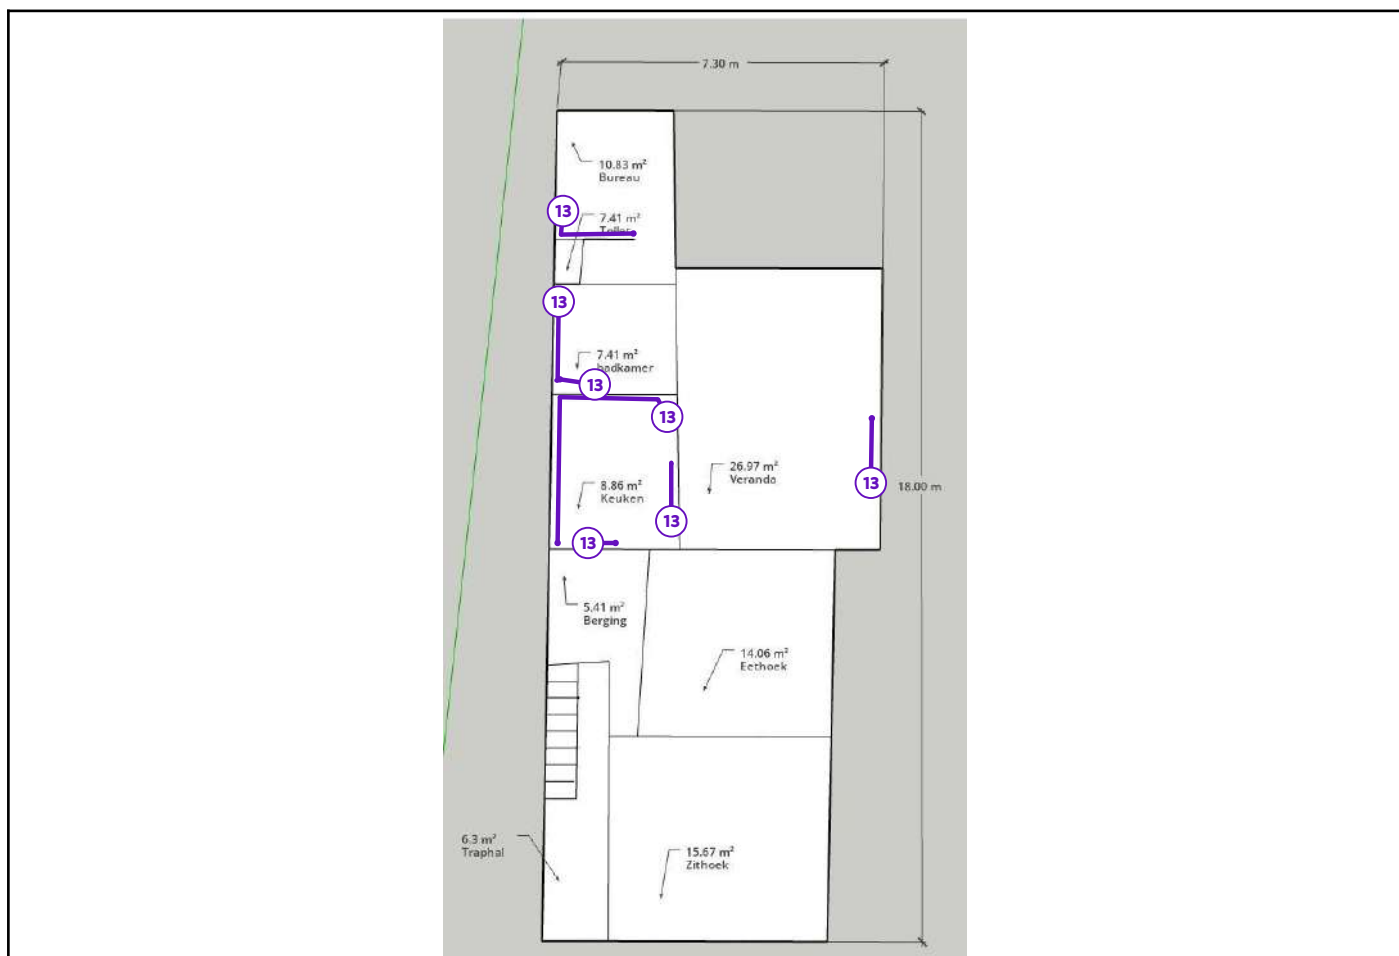 7.30 m
10.83 m²
Bureau
13
7.41 m²
13
7.41 m²
badkamer
13
13
26.97 m²
Veranda
18.00 m
13
8.86 m²
Keuken
13
13
5.41 m²
Berging
14.06 m²
Eethoek
6.3 m²
Traphal
15.67 m²
Zithoek